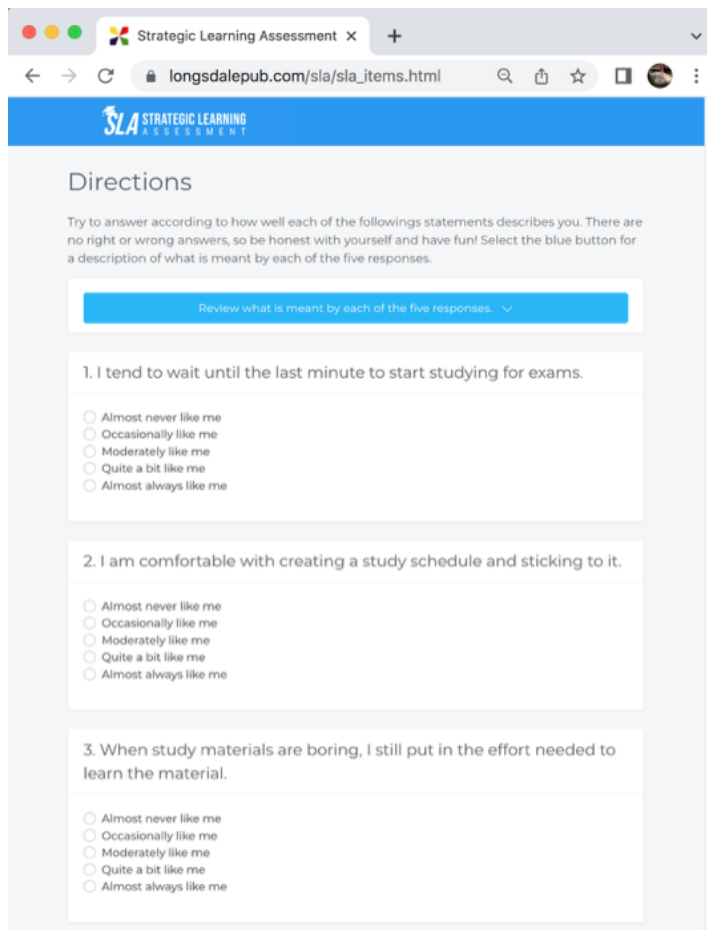 Strategic Learning Assessment
longsdalepub.com/sla/sla_items.html
SLA STRATEGIC LEARNING
ASSESSMENT
Directions
Try to answer according to how well each of the followings statements describes you. There are
no right or wrong answers, so be honest with yourself and have fun! Select the blue button for
a description of what is meant by each of the five responses.
Review what is meant by each of the five responses.
1. I tend to wait until the last minute to start studying for exams.
Almost never like me
Occasionally like me
Moderately like me
Quite a bit like me
Almost always like me
2. I am comfortable with creating a study schedule and sticking to it.
Almost never like me
Occasionally like me
Moderately like me
Quite a bit like me
Almost always like me
3. When study materials are boring, I still put in the effort needed to
learn the material.
Almost never like me
Occasionally like me
Moderately like me
Quite a bit like me
Almost always like me